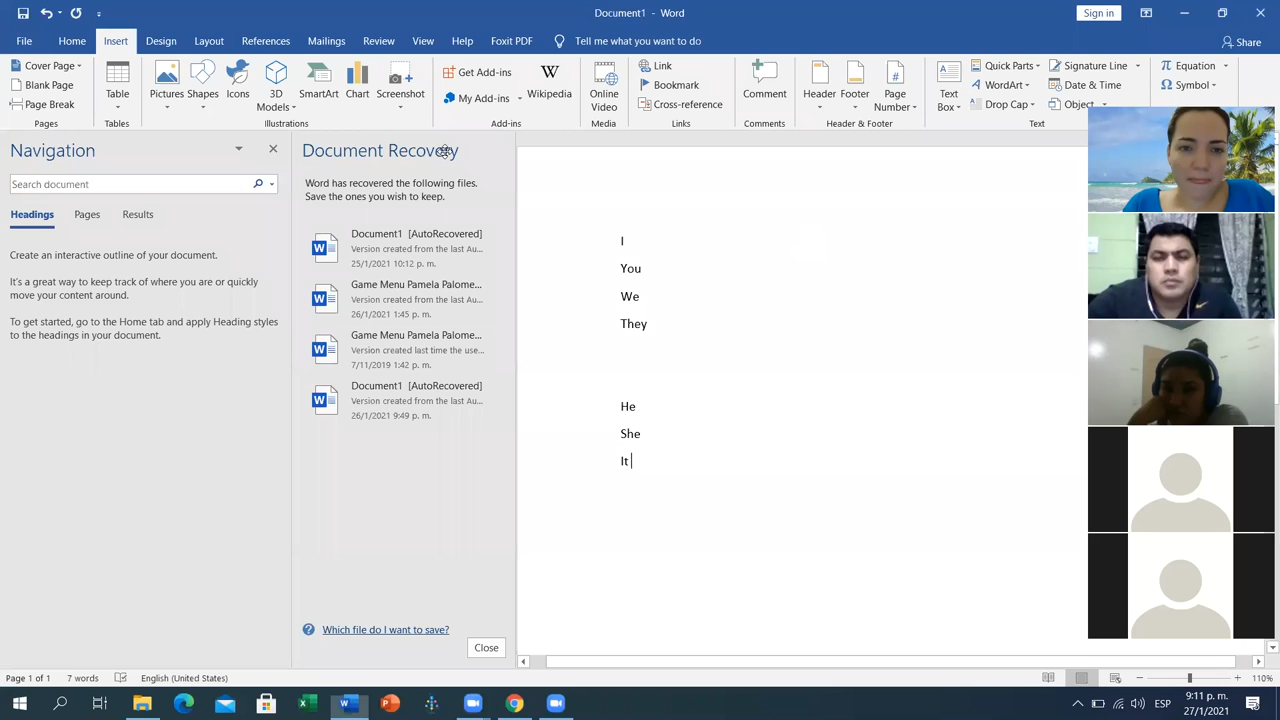 Document1 - Word
Sign in
File Home Insert Design Layout References Mailings Review View Help Foxit PDF Tell me what you want to do
Share
Cover Page
Blank Page
Page Break
Pages
Table
Tables
Pictures
Shapes
Icons
3D
Models
SmartArt
Chart
Screenshot
Illustrations
Get Add-ins
My Add-ins
Wikipedia
Add-ins
Online
Video
Media
Link
Bookmark
Cross-reference
Links
Comment
Comments
Header
Footer
Page
Number
Header & Footer
Text
Box
Quick Parts
WordArt
Drop Cap
Signature Line
Date & Time
Object
Text
Equation
Symbol
Navigation
Search document
Headings Pages Results
Create an interactive outline of your document.
It's a great way to keep track of where you are or quickly
move your content around.
To get started, go to the Home tab and apply Heading styles
to the headings in your document.
Document Recovery
Word has recovered the following files.
Save the ones you wish to keep.
Document1 [AutoRecovered]
Version created from the last Au...
25/1/2021 10:12 p. m.
Game Menu Pamela Palome...
Version created from the last Au...
26/1/2021 1:45 p. m.
Game Menu Pamela Palome...
Version created last time the use...
7/11/2019 1:42 p. m.
Document1 [AutoRecovered]
Version created from the last Au...
26/1/2021 9:49 p. m.
Which file do I want to save?
Close
I
You
We
They
He
She
It
Page 1 of 1 7 words English (United States)
110%
ESP
9:11 p. m.
27/1/2021